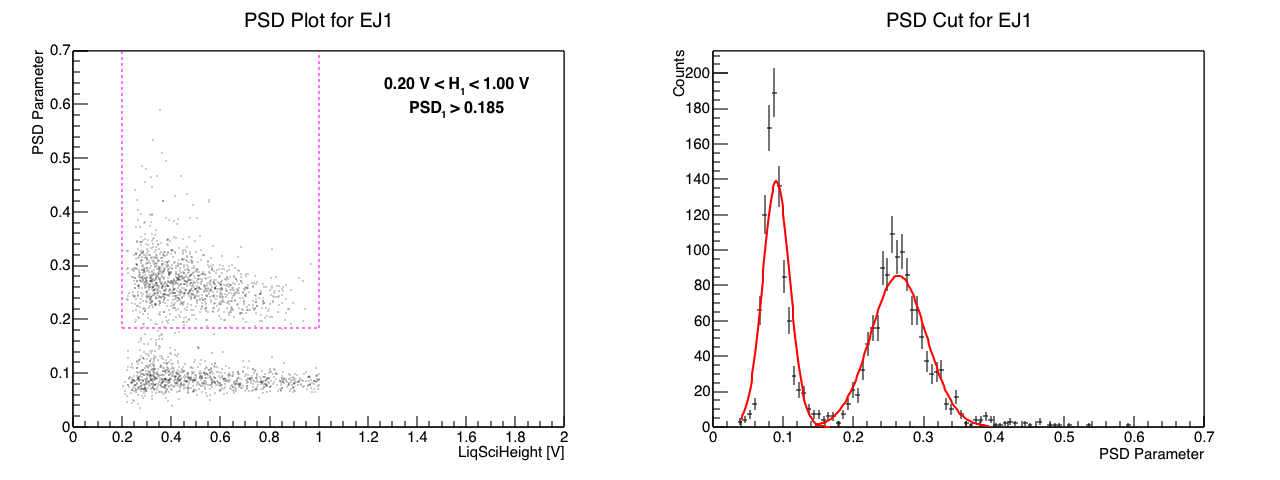 PSD Plot for EJ1
PSD Parameter
0.7
0.6
0.5
0.4
0.3
0.2
0.1
0
0.20 V < H1 < 1.00 V
PSD1 > 0.185
0 0.2 0.4 0.6 0.8 1 1.2 1.4 1.6 1.8 2
LiqSciHeight [V]
PSD Cut for EJ1
Counts
200
180
160
140
120
100
80
60
40
20
0
0 0.1 0.2 0.3 0.4 0.5 0.6 0.7
PSD Parameter